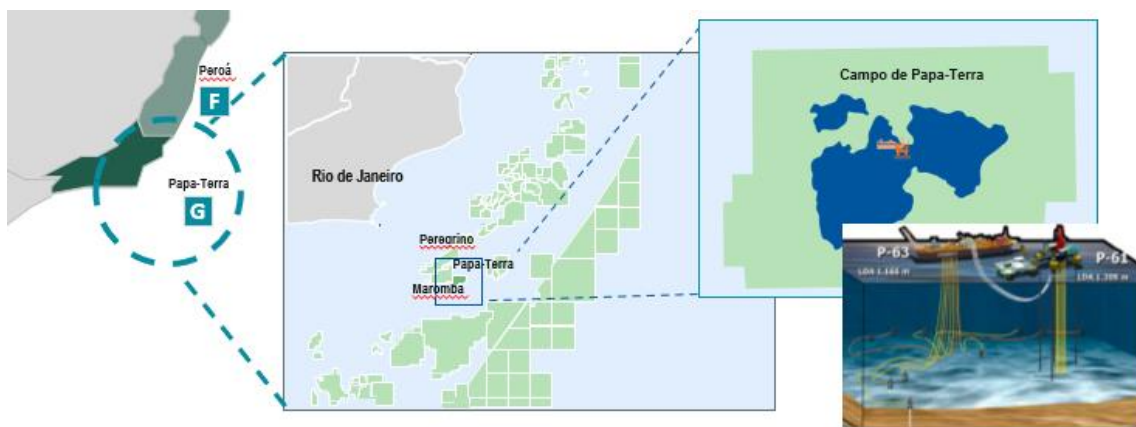 Peroá
F
Papa-Terra
G
Rio de Janeiro
Peregrino
Papa-Terra
Maromba
Campo de Papa-Terra
P-63
P-61